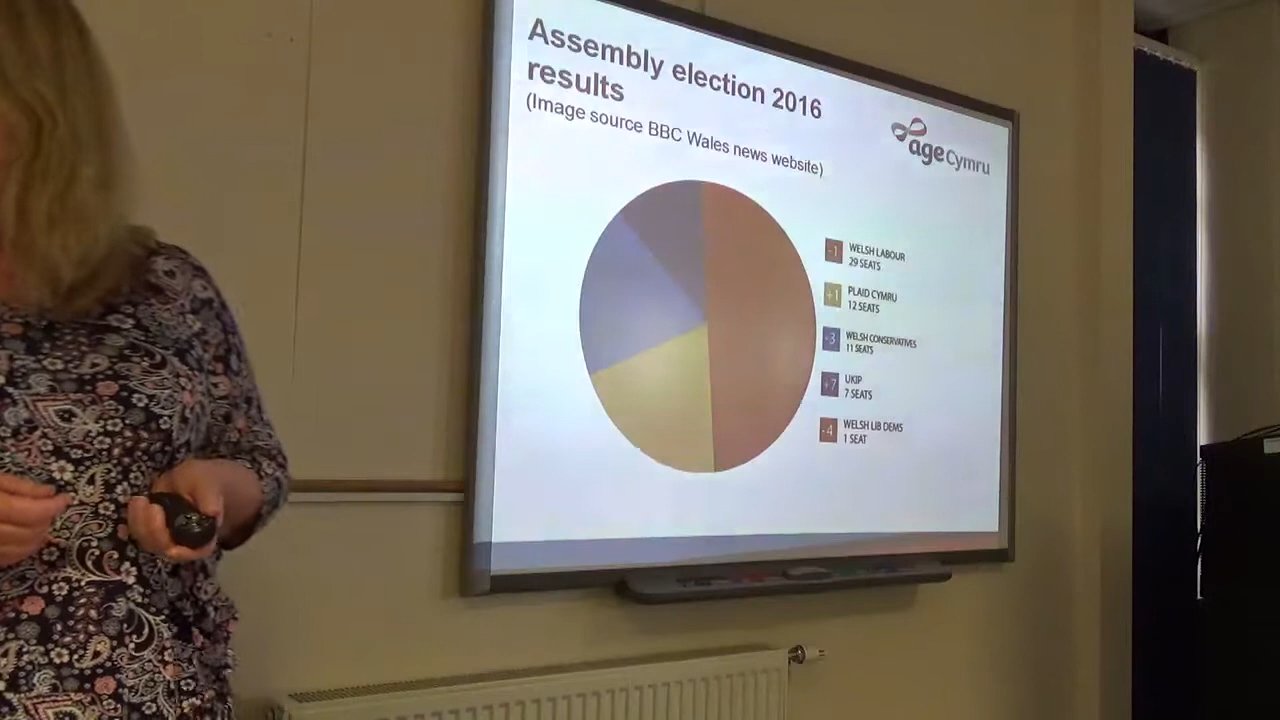 Assembly election 2016
results
(Image source BBC Wales news website)
age Cymru
-1 WELSH LABOUR
29 SEATS
+1 PLAID CYMRU
12 SEATS
-3 WELSH CONSERVATIVES
11 SEATS
+7 UKIP
7 SEATS
-4 WELSH LIB DEMS
1 SEAT